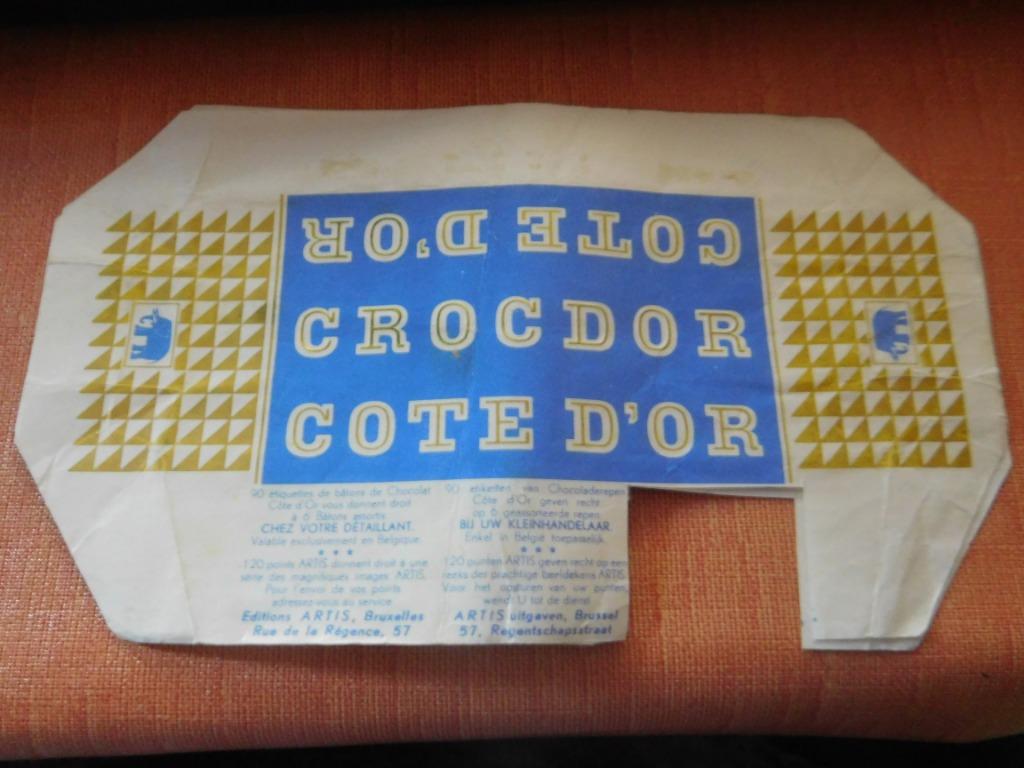 COTE D'OR
CROCDOR
COTE D'OR
90 étiquettes de bâtons de Chocolat
Côte d'Or vous donnent droit
à 6 Bâtons assortis
CHEZ VOTRE DÉTAILLANT.
Valable exclusivement en Belgique.
* * *
120 points ARTIS donnent droit à une
série des magnifiques images ARTIS.
Pour l'envoi de vos points
adressez-vous au service
Editions ARTIS, Bruxelles
Rue de la Régence, 57
90 etiketten van Chocoladerepen
Côte d'Or geven recht
op 6 geassorteerde repen
BIJ UW KLEINHANDELAAR.
Enkel in België toepasselijk.
* * *
120 punten ARTIS geven recht op een
reeks der prachtige beeldekens ARTIS.
Voor het opsturen van uw punten,
wendt U tot de dienst
ARTIS uitgaven, Brussel
57, Regentschapsstraat